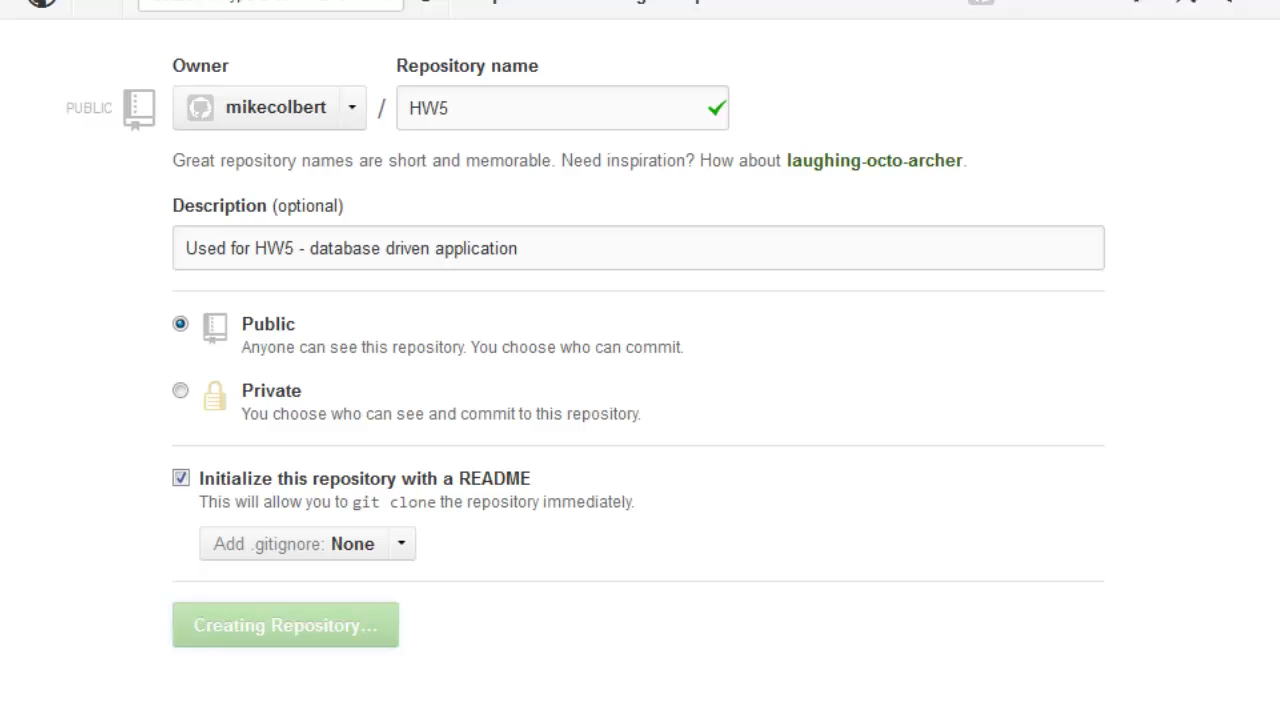 Owner
Repository name
PUBLIC
mikecolbert
/
HW5
Great repository names are short and memorable. Need inspiration? How about laughing-octo-archer.
Description (optional)
Used for HW5 - database driven application
Public
Anyone can see this repository. You choose who can commit.
Private
You choose who can see and commit to this repository.
Initialize this repository with a README
This will allow you to git clone the repository immediately.
Add .gitignore: None
Creating Repository...